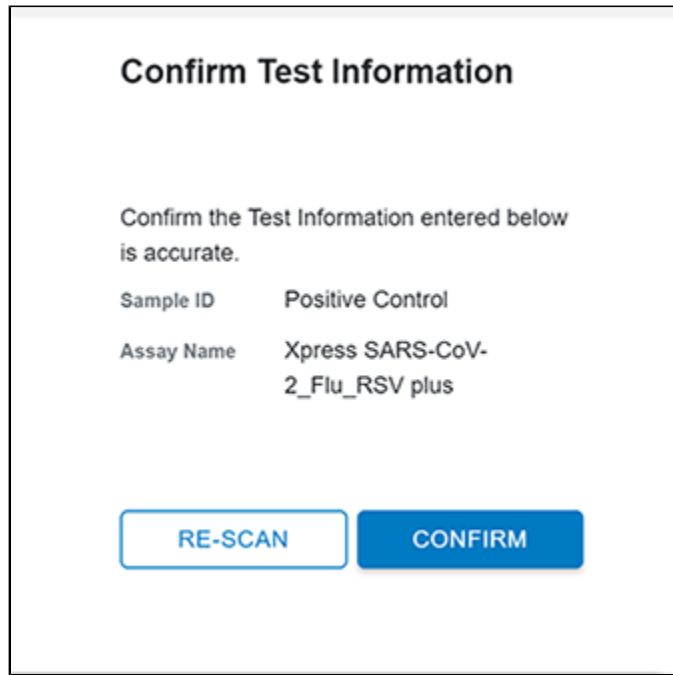 Confirm Test Information
Confirm the Test Information entered below
is accurate.
Sample ID Positive Control
Assay Name Xpress SARS-CoV-
2_Flu_RSV plus
RE-SCAN CONFIRM